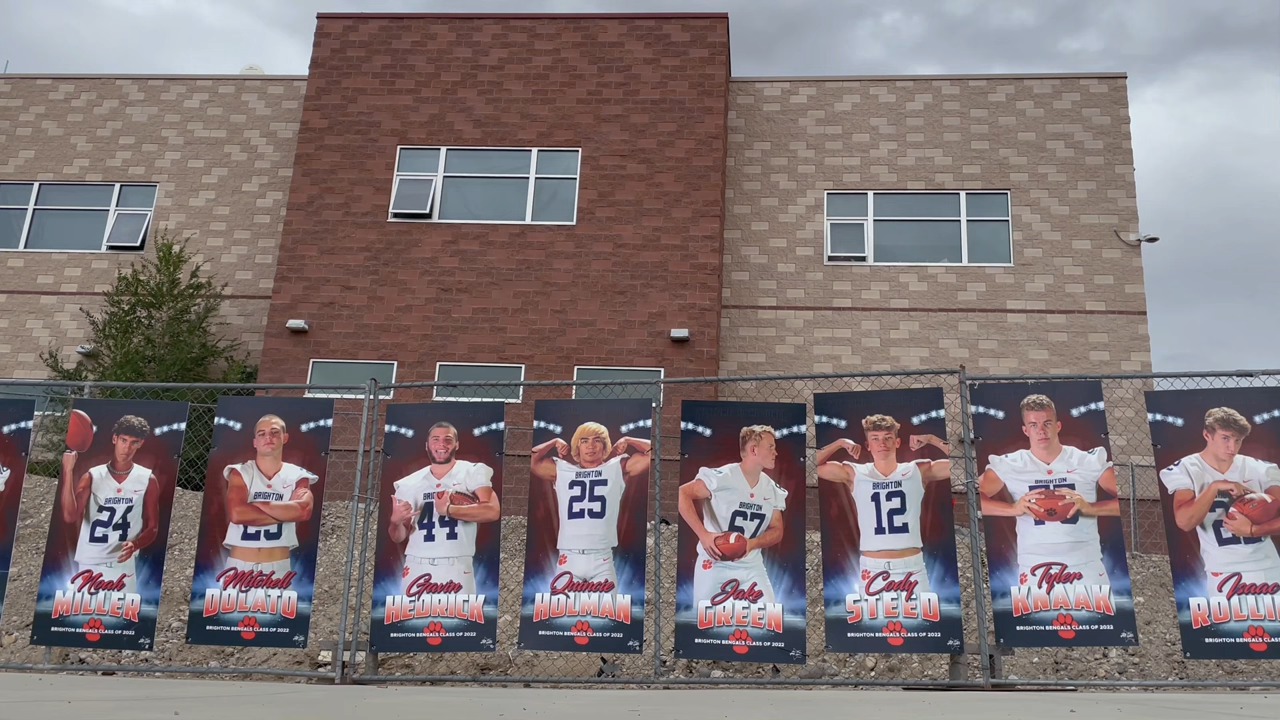 24
Noah
MILLER
BRIGHTON BENGALS CLASS OF 2022
BRIGHTON
Mitchell
DOLATO
BRIGHTON BENGALS CLASS OF 2022
44
Gavin
HEDRICK
BRIGHTON BENGALS CLASS OF 2022
BRIGHTON
25
Quincie
HOLMAN
BRIGHTON BENGALS CLASS OF 2022
BRIGHTON
67
Jake
GREEN
BRIGHTON BENGALS CLASS OF 2022
BRIGHTON
12
Cody
STEED
BRIGHTON BENGALS CLASS OF 2022
BRIGHTON
Tyler
KNAAK
BRIGHTON BENGALS CLASS OF 2022
Isaac
BRIGHTON BENGALS CLASS OF 2022